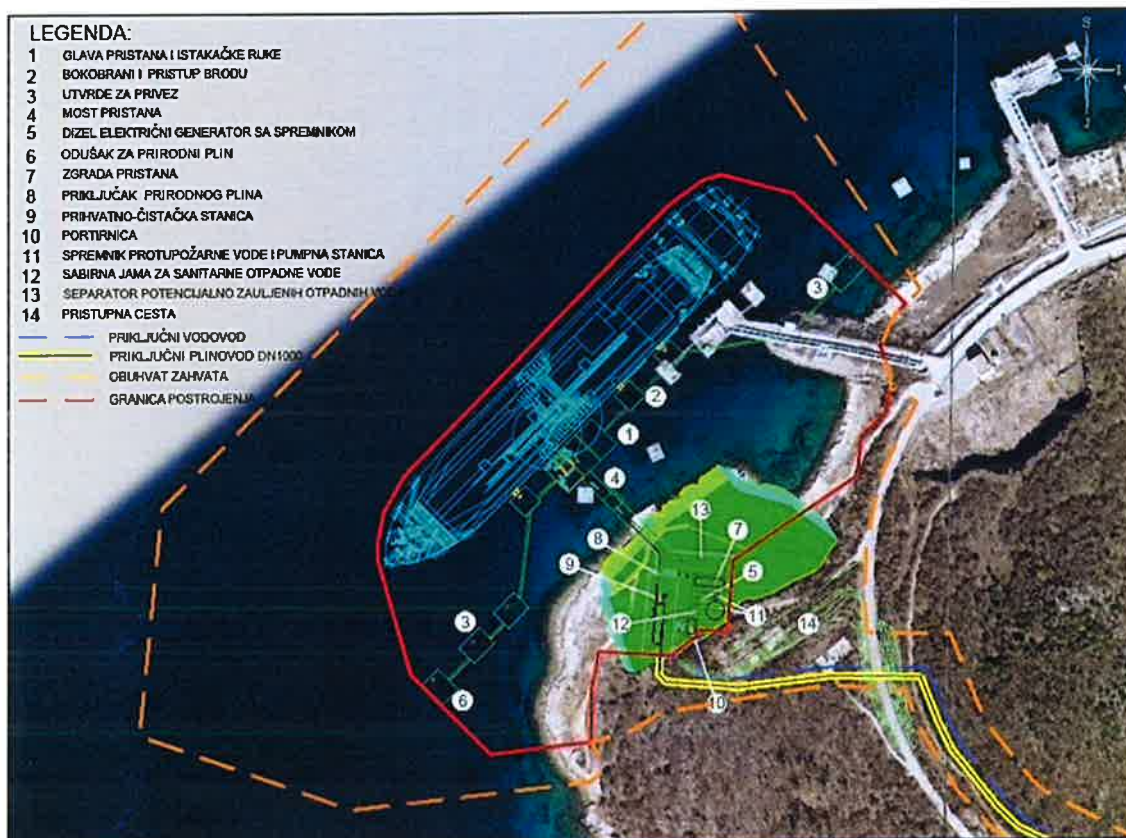 LEGENDA:
1 GLAVA PRISTANA I ISTAKAČKE RUKE
2 BOKOBRANI I PRISTUP BRODU
3 UTVRDE ZA PRIVEZ
4 MOST PRISTANA
5 DIZEL ELEKTRIČNI GENERATOR SA SPREMNIKOM
6 ODUŠAK ZA PRIRODNI PLIN
7 ZGRADA PRISTANA
8 PRIKLJUČAK PRIRODNOG PLINA
9 PRIHVATNO-ČISTAČKA STANICA
10 PORTIRNICA
11 SPREMNIK PROTUPOŽARNE VODE I PUMPNA STANICA
12 SABIRNA JAMA ZA SANITARNE OTPADNE VODE
13 SEPARATOR POTENCIJALNO ZAULJENIH OTPADNIH VODA
14 PRISTUPNA CESTA
PRIKLJUČNI VODOVOD
PRIKLJUČNI PLINOVOD DN1000
OBUHVAT ZAHVATA
GRANICA POSTROJENJA
S
I
3
2
1
4
13
8
7
9
5
11
12
14
3
10
6